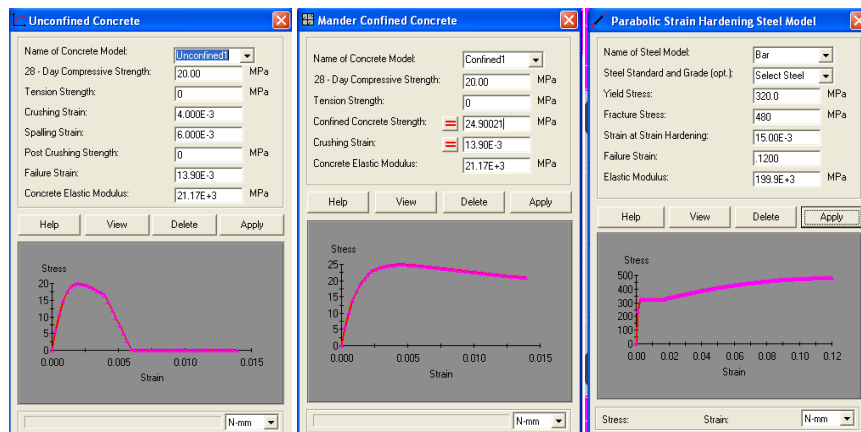 Unconfined Concrete
Name of Concrete Model: Unconfined1
28 - Day Compressive Strength: 20.00 MPa
Tension Strength: 0 MPa
Crushing Strain: 4.000E-3
Spalling Strain: 6.000E-3
Post Crushing Strength: 0 MPa
Failure Strain: 13.90E-3
Concrete Elastic Modulus: 21.17E+3 MPa
Help View Delete Apply
Stress
20
15
10
5
0
0.000 0.005 0.010 0.015
Strain
N-mm
Mander Confined Concrete
Name of Concrete Model: Confined1
28 - Day Compressive Strength: 20.00 MPa
Tension Strength: 0 MPa
Confined Concrete Strength: = 24.90021 MPa
Crushing Strain: = 13.90E-3
Concrete Elastic Modulus: 21.17E+3 MPa
Help View Delete Apply
Stress
25
20
15
10
5
0
0.000 0.005 0.010 0.015
Strain
N-mm
Parabolic Strain Hardening Steel Model
Name of Steel Model: Bar
Steel Standard and Grade (opt.): Select Steel
Yield Stress: 320.0 MPa
Fracture Stress: 480 MPa
Strain at Strain Hardening: 15.00E-3
Failure Strain: .1200
Elastic Modulus: 199.9E+3 MPa
Help View Delete Apply
Stress
500
400
300
200
100
0
0.00 0.02 0.04 0.06 0.08 0.10 0.12
Strain
Stress: Strain: N-mm